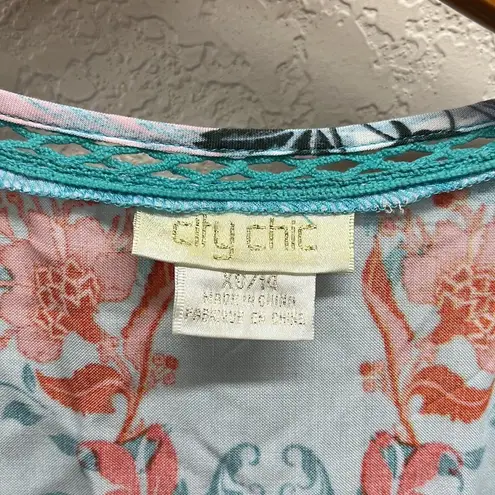 city chic
XS/14
MADE IN CHINA
FABRIQUE EN CHINE